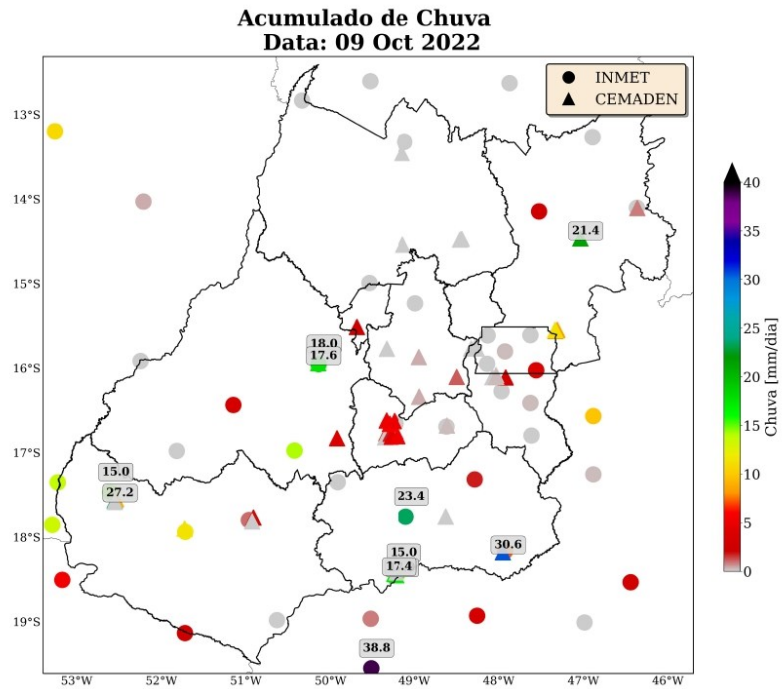 Acumulado de Chuva
Data: 09 Oct 2022
INMET
CEMADEN
13°S
14°S
15°S
16°S
17°S
18°S
19°S
21.4
18.0
17.6
15.0
27.2
23.4
30.6
15.0
17.4
38.8
53°W
52°W
51°W
50°W
49°W
48°W
47°W
46°W
40
35
30
25
20
15
10
5
0
Chuva [mm/dia]